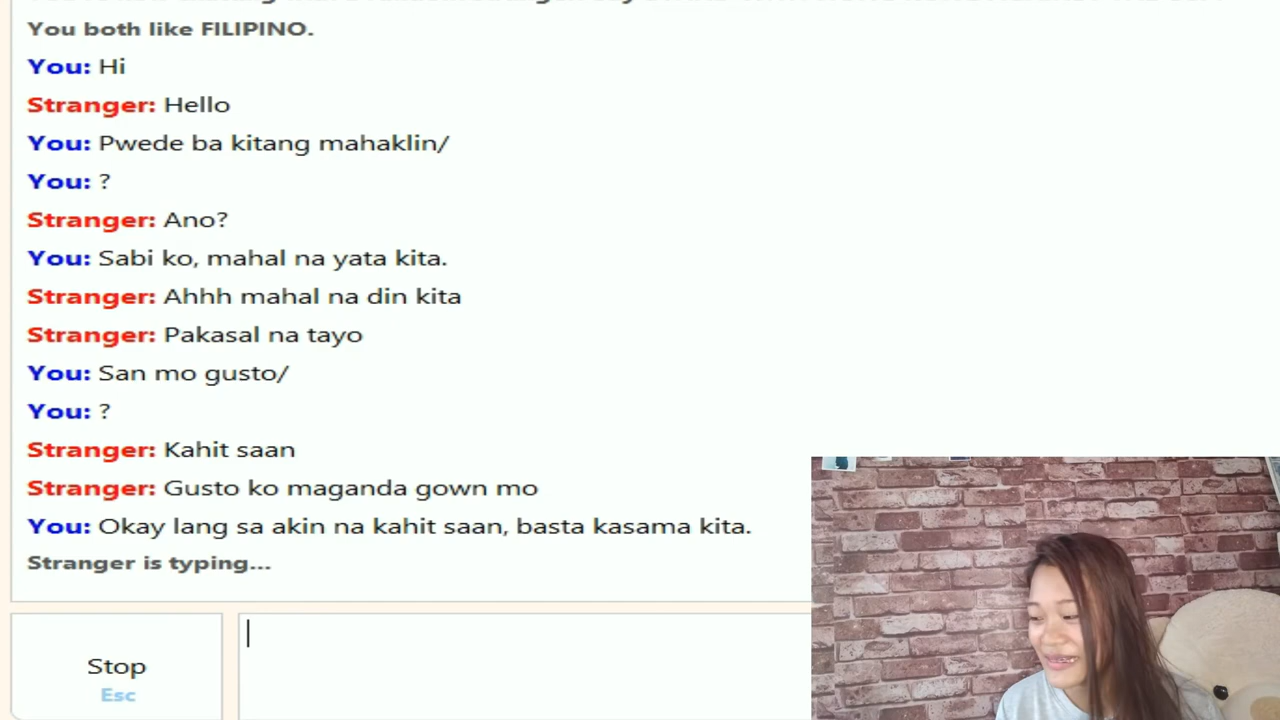 You both like FILIPINO.
You: Hi
Stranger: Hello
You: Pwede ba kitang mahaklin/
You: ?
Stranger: Ano?
You: Sabi ko, mahal na yata kita.
Stranger: Ahhh mahal na din kita
Stranger: Pakasal na tayo
You: San mo gusto/
You: ?
Stranger: Kahit saan
Stranger: Gusto ko maganda gown mo
You: Okay lang sa akin na kahit saan, basta kasama kita.
Stranger is typing...
Stop
Esc